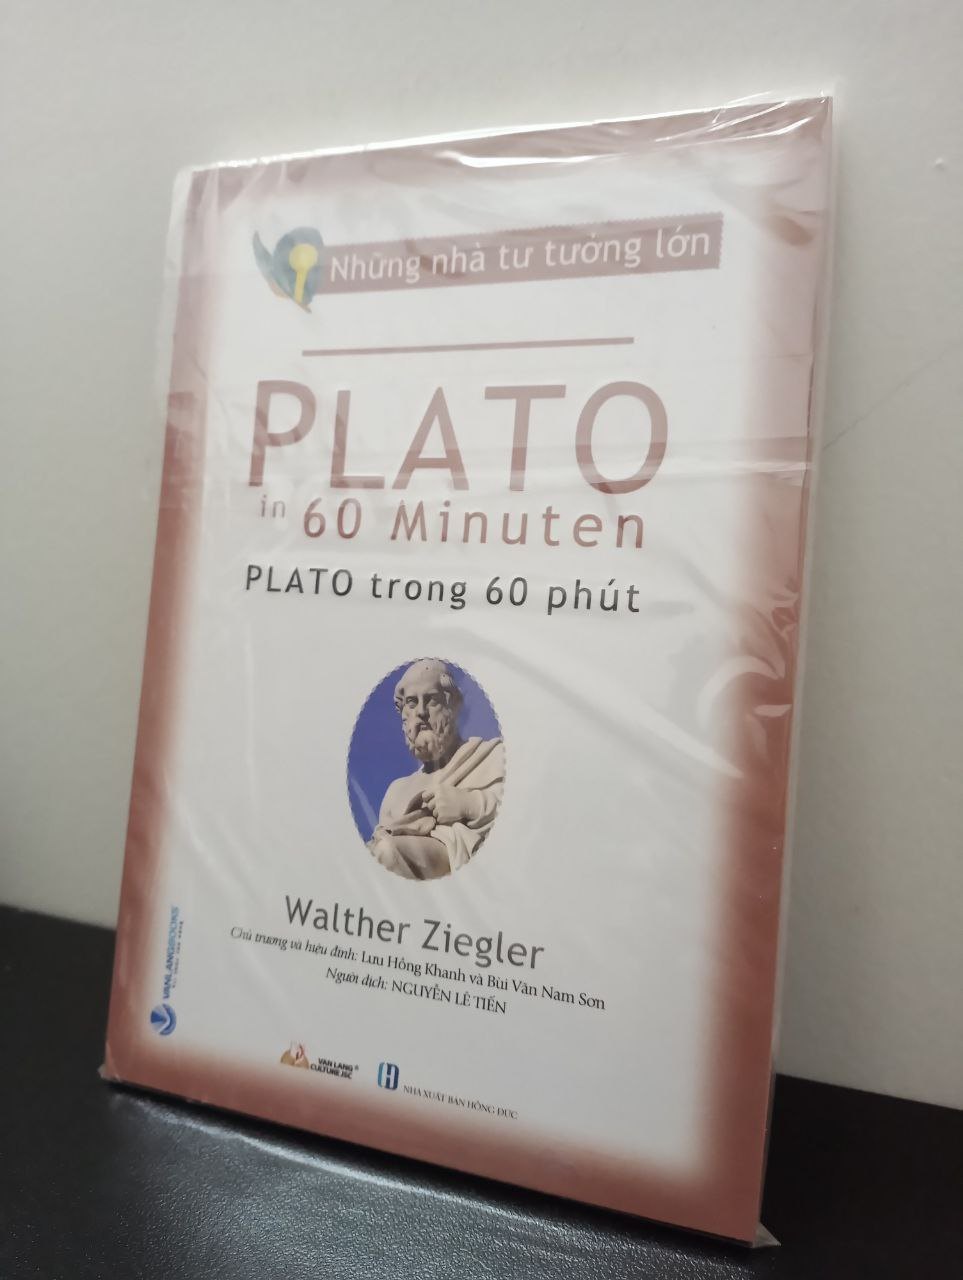 Những nhà tư tưởng lớn
PLATO
in 60 Minuten
PLATO trong 60 phút
Walther Ziegler
Chủ trương và hiệu đính: Lưu Hồng Khanh và Bùi Văn Nam Sơn
Người dịch: NGUYỄN LÊ TIẾN
VANLANGBOOKS
VAN LANG®
CULTURE JSC
NHÀ XUẤT BẢN HỒNG ĐỨC